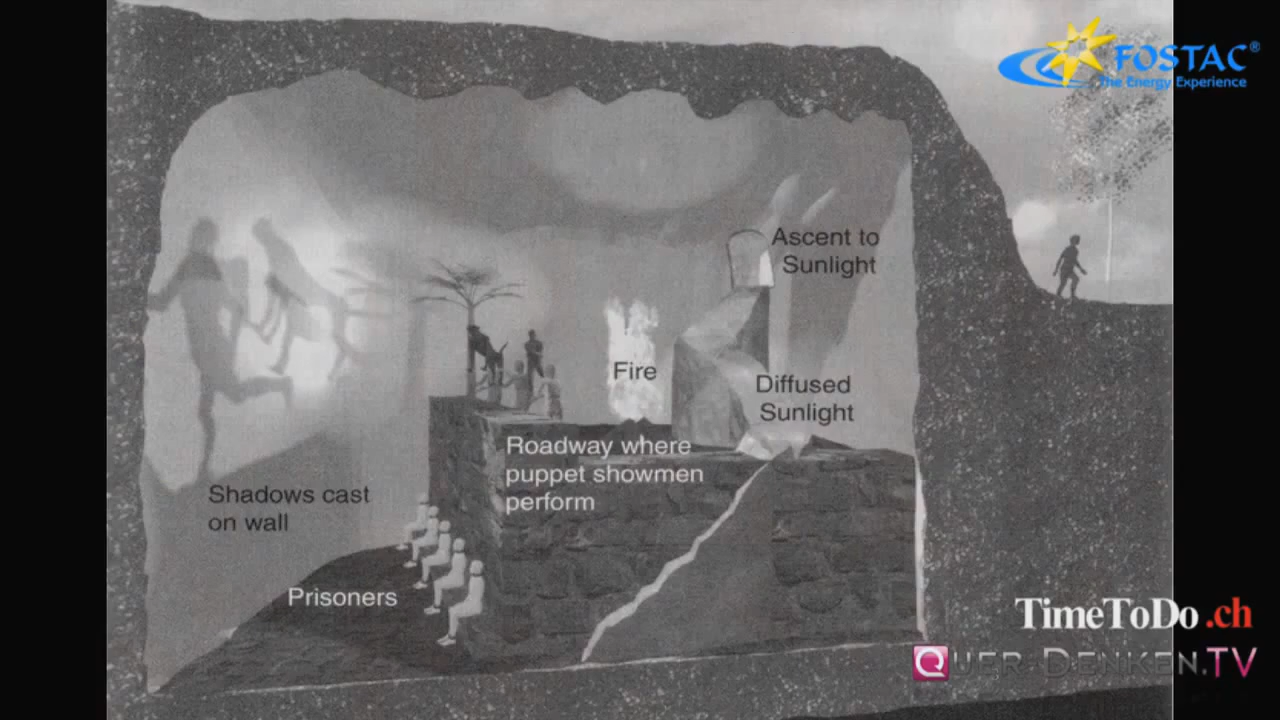 FOSTAC®
The Energy Experience
Ascent to
Sunlight
Fire
Diffused
Sunlight
Roadway where
puppet showmen
perform
Shadows cast
on wall
Prisoners
TimeToDo.ch
QUER-DENKEN.TV